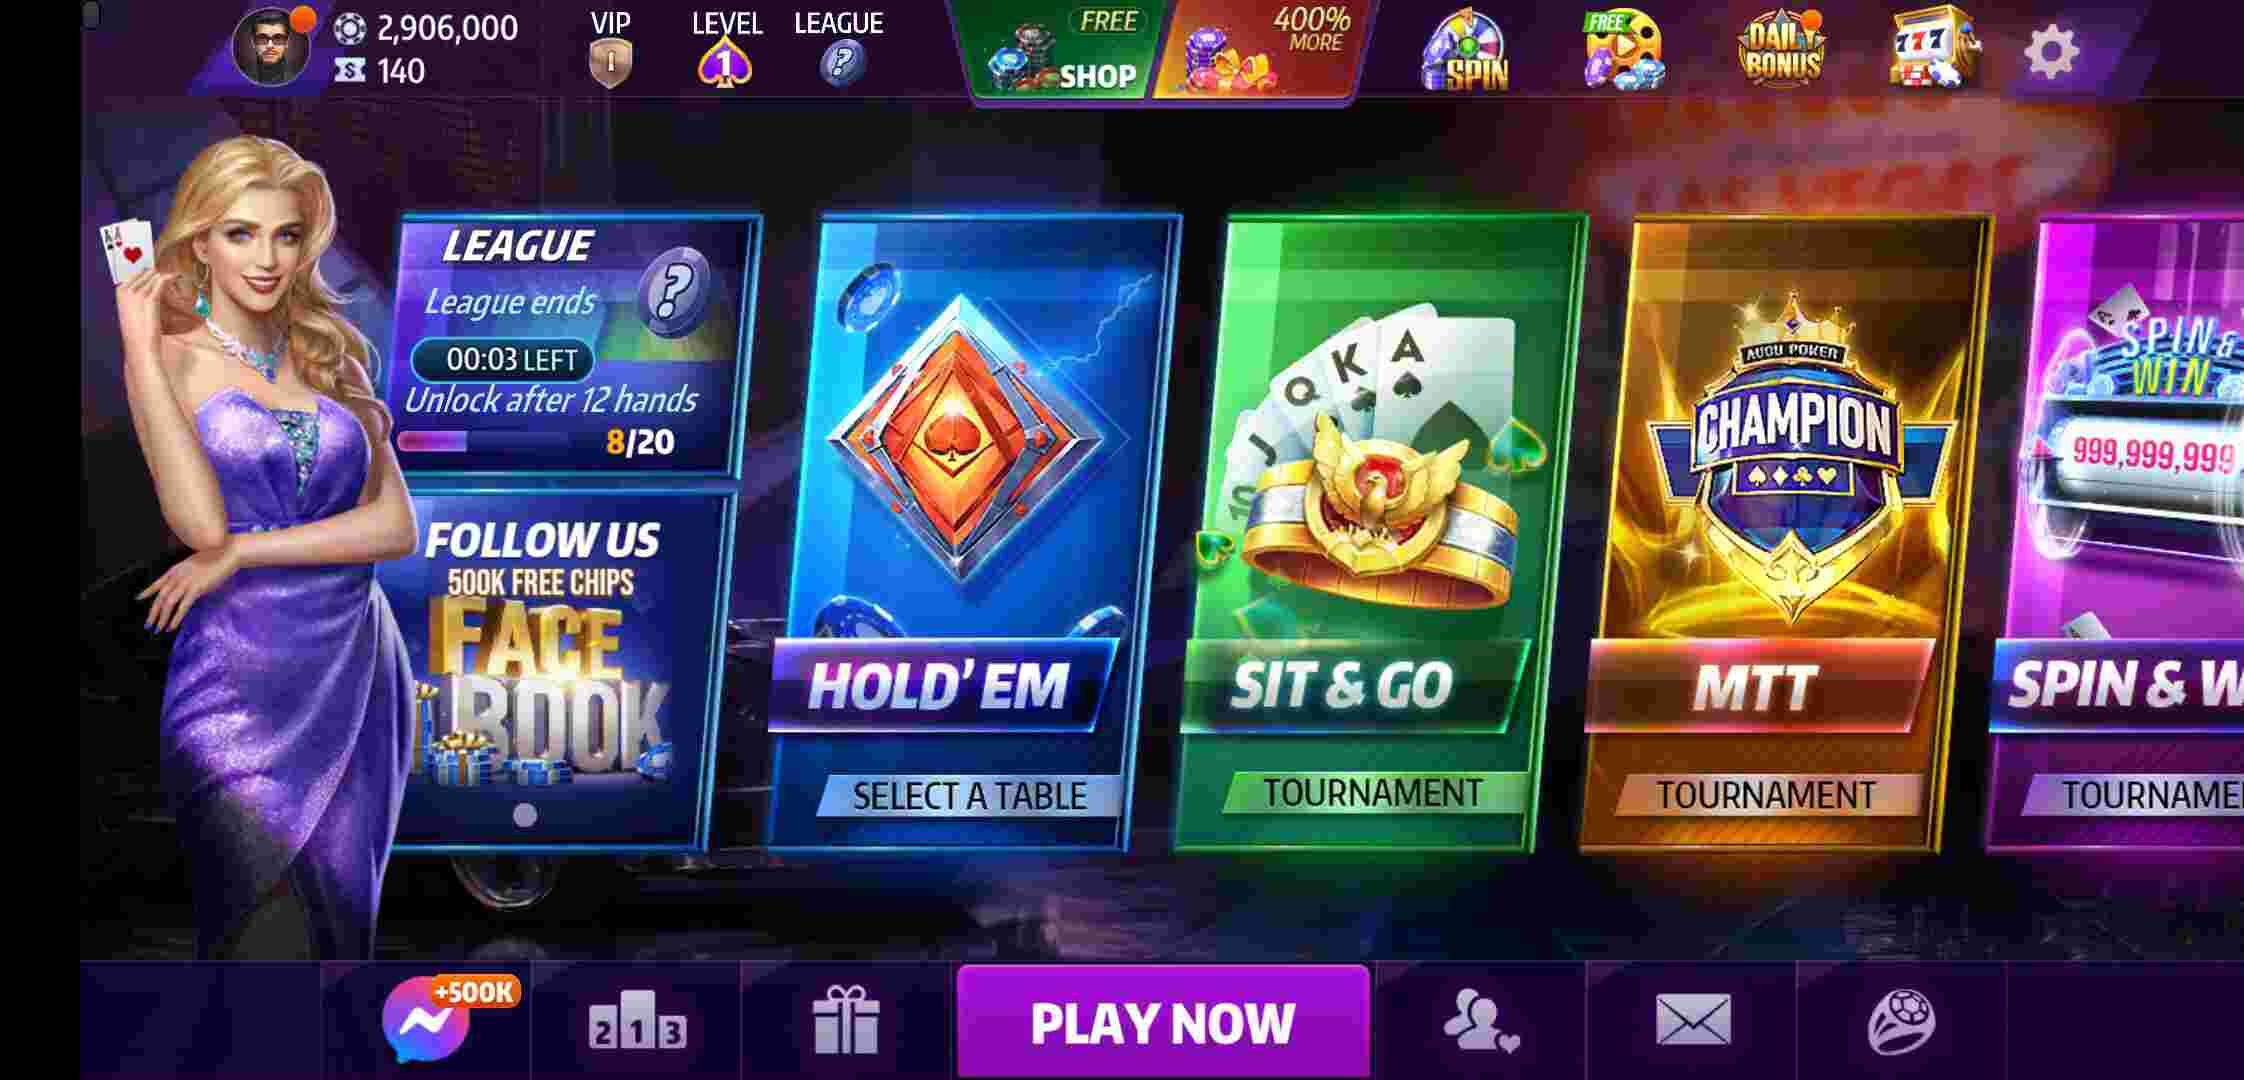 2,906,000
140
VIP
LEVEL
1
LEAGUE
?
FREE
SHOP
400%
MORE
SPIN
FREE
DAILY
BONUS
777
LEAGUE
?
League ends
00:03 LEFT
Unlock after 12 hands
8/20
FOLLOW US
500K FREE CHIPS
FACE
BOOK
HOLD'EM
SELECT A TABLE
10 J Q K A
SIT & GO
TOURNAMENT
CHAMPION
MTT
TOURNAMENT
SPIN &
WIN
999,999,999
SPIN & W
TOURNAME
+500K
2 1 3
PLAY NOW